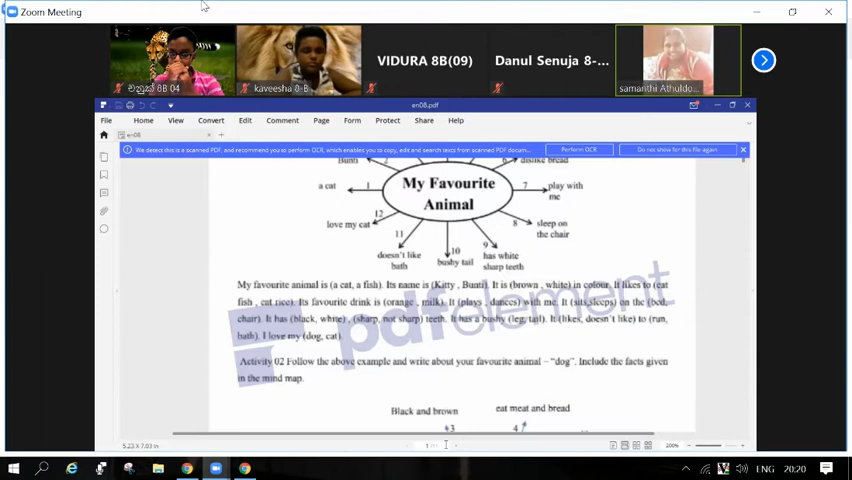 Zoom Meeting
චනුක් 8B 04
kaveesha 8-B
VIDURA 8B(09)
Danul Senuja 8-...
samanthi Athuldo...
en08.pdf
File Home View Convert Edit Comment Page Form Protect Share Help
en08
We detect this is a scanned PDF, and recommend you to perform OCR, which enables you to copy, edit and search texts from scanned PDF docum... Perform OCR Do not show for this file again
Bunti 2 6 dislike bread
a cat 1 My Favourite Animal 7 play with me
love my cat 12 8 sleep on the chair
11 doesn't like bath
10 bushy tail
9 has white sharp teeth
My favourite animal is (a cat, a fish). Its name is (Kitty , Bunti). It is (brown , white) in colour. It likes to (eat
fish , eat rice). Its favourite drink is (orange , milk). It (plays , dances) with me. It (sits,sleeps) on the (bed,
chair). It has (black, white) , (sharp, not sharp) teeth. It has a bushy (leg, tail). It (likes, doesn't like) to (run,
bath). I love my (dog, cat).
pdfelement
Activity 02 Follow the above example and write about your favourite animal – “dog”. Include the facts given
in the mind map.
Black and brown eat meat and bread
3 4
5.23 x 7.03 in 1 200%
ENG 20:20